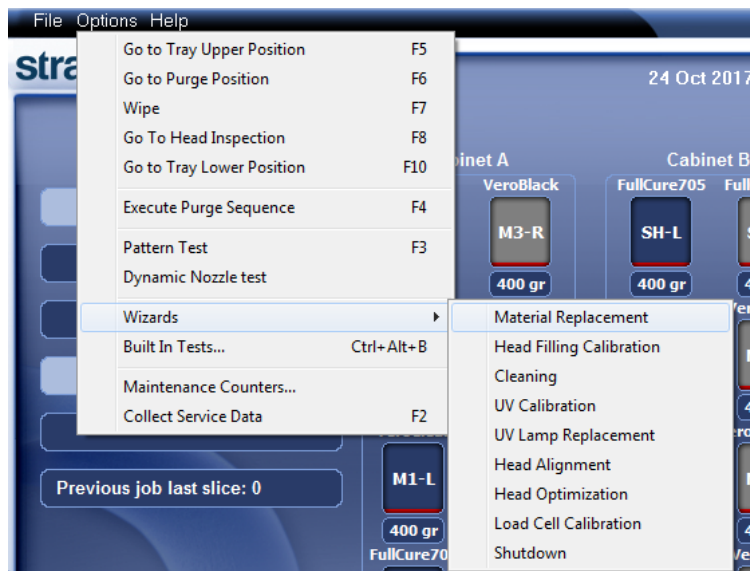 File Options Help
stra
24 Oct 2017
Go to Tray Upper Position F5
Go to Purge Position F6
Wipe F7
Go To Head Inspection F8
Go to Tray Lower Position F10
Execute Purge Sequence F4
Pattern Test F3
Dynamic Nozzle test
Wizards
Built In Tests... Ctrl+Alt+B
Maintenance Counters...
Collect Service Data F2
inet A
Cabinet B
VeroBlack
FullCure705
Full
M3-R
SH-L
400 gr
400 gr
Material Replacement
Head Filling Calibration
Cleaning
UV Calibration
UV Lamp Replacement
Head Alignment
Head Optimization
Load Cell Calibration
Shutdown
Previous job last slice: 0
M1-L
400 gr
FullCure70